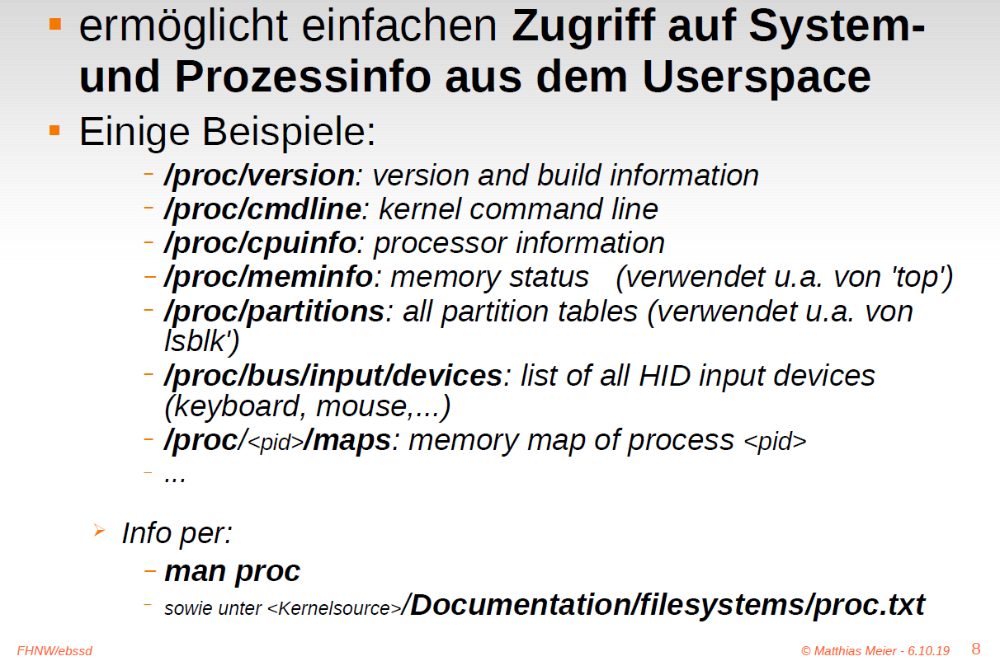 ▪ ermöglicht einfachen Zugriff auf System-
und Prozessinfo aus dem Userspace
▪ Einige Beispiele:
– /proc/version: version and build information
– /proc/cmdline: kernel command line
– /proc/cpuinfo: processor information
– /proc/meminfo: memory status (verwendet u.a. von 'top')
– /proc/partitions: all partition tables (verwendet u.a. von
lsblk')
– /proc/bus/input/devices: list of all HID input devices
(keyboard, mouse,...)
– /proc/<pid>/maps: memory map of process <pid>
– ...
➢ Info per:
– man proc
– sowie unter <Kernelsource>/Documentation/filesystems/proc.txt
FHNW/ebssd © Matthias Meier - 6.10.19 8